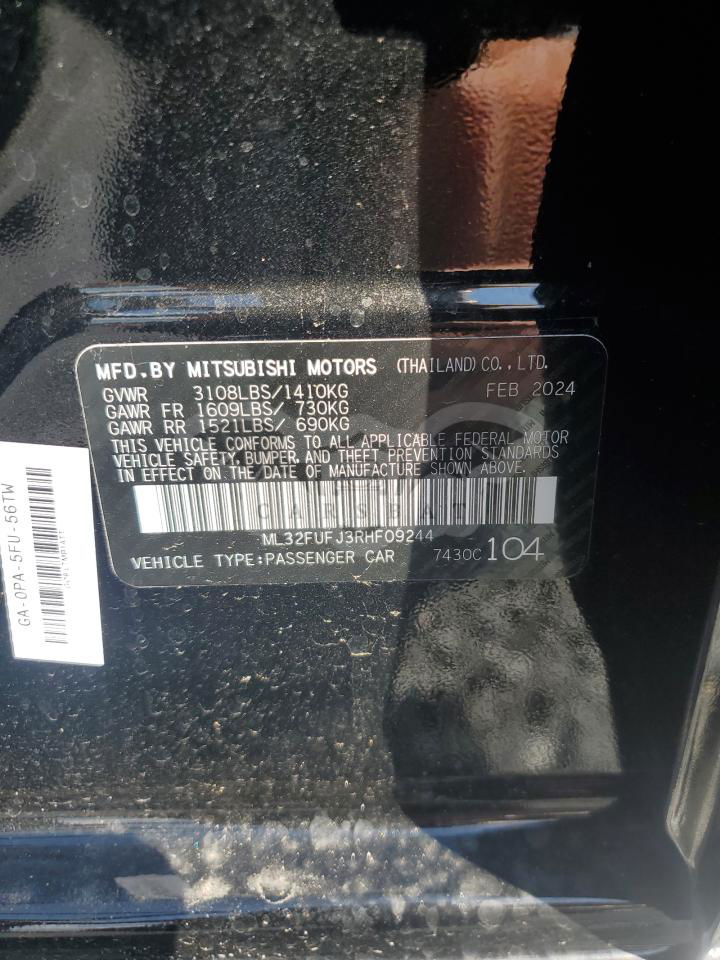 MFD.BY MITSUBISHI MOTORS (THAILAND) CO., LTD.
GVWR 3108LBS/1410KG FEB 2024
GAWR FR 1609LBS/ 730KG
GAWR RR 1521LBS/ 690KG
THIS VEHICLE CONFORMS TO ALL APPLICABLE FEDERAL MOTOR
VEHICLE SAFETY, BUMPER, AND THEFT PREVENTION STANDARDS
IN EFFECT ON THE DATE OF MANUFACTURE SHOWN ABOVE.
CARSBAT
ML32FUFJ3RHF09244
VEHICLE TYPE:PASSENGER CAR 7430C 104
GA-0PA-5FU-56TW